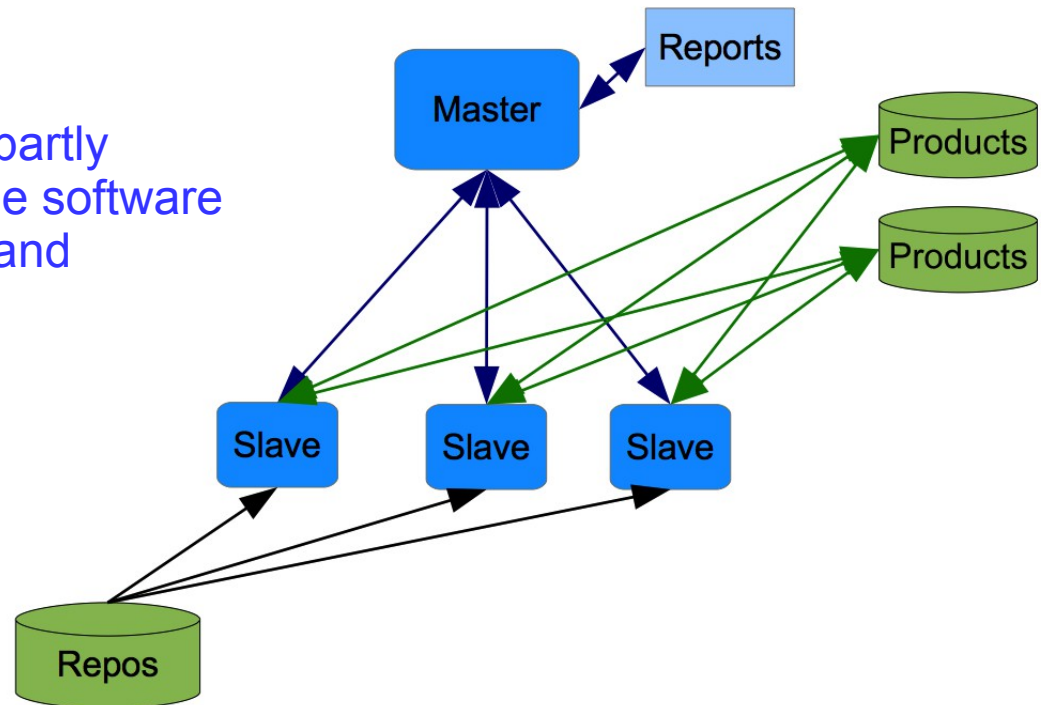 partly
e software
and
Reports
Master
Products
Products
Slave
Slave
Slave
Repos